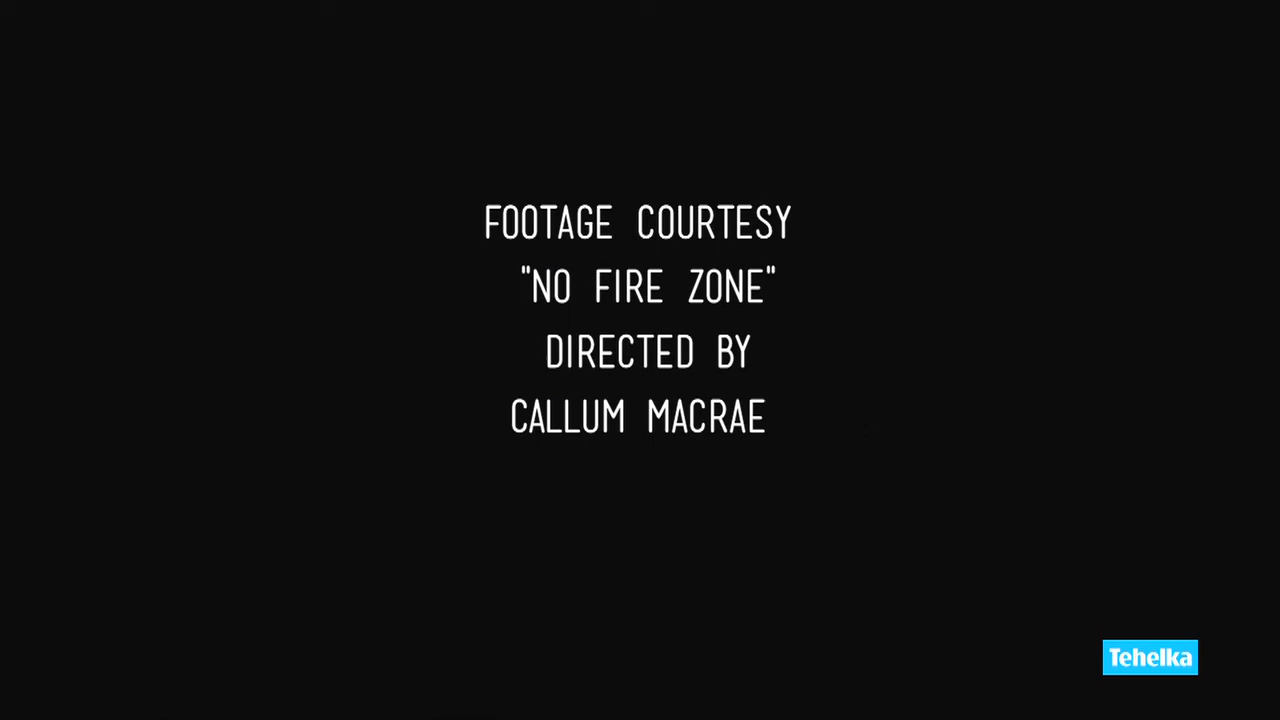 FOOTAGE COURTESY
"NO FIRE ZONE"
DIRECTED BY
CALLUM MACRAE
Tehelka